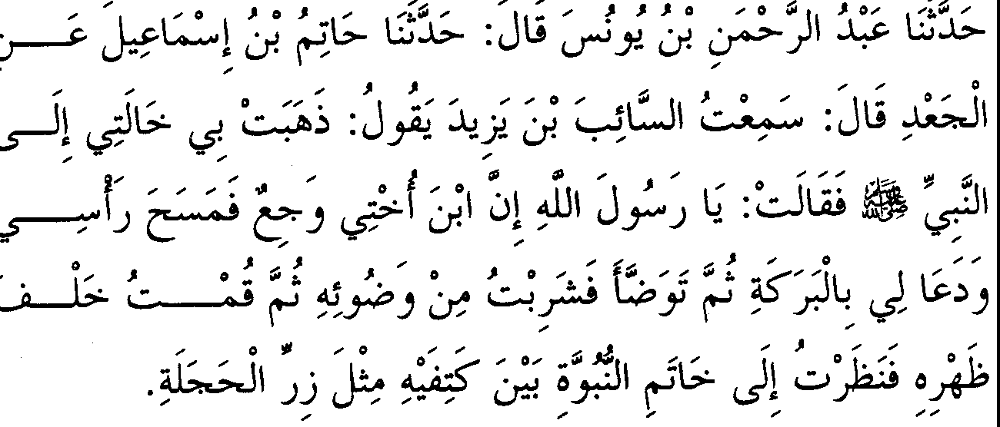 حَدَّثَنَا عَبْدُ الرَّحْمَنِ بْنُ يُونُسَ قَالَ: حَدَّثَنَا حَاتِمُ بْنُ إِسْمَاعِيلَ عَـــنِ
الْجَعْدِ قَالَ: سَمِعْتُ السَّائِبَ بْنَ يَزِيدَ يَقُولُ: ذَهَبَتْ بِي خَالَتِي إِلَـــى
النَّبِيِّ ﷺ فَقَالَتْ: يَا رَسُولَ اللَّهِ إِنَّ ابْنَ أُخْتِي وَجِعٌ فَمَسَحَ رَأْسِـــي
وَدَعَا لِي بِالْبَرَكَةِ ثُمَّ تَوَضَّأَ فَشَرِبْتُ مِنْ وَضُوئِهِ ثُمَّ قُمْـــتُ خَلْـــفَ
ظَهْرِهِ فَنَظَرْتُ إِلَى خَاتَمِ النُّبُوَّةِ بَيْنَ كَتِفَيْهِ مِثْلَ زِرِّ الْحَجَلَةِ.